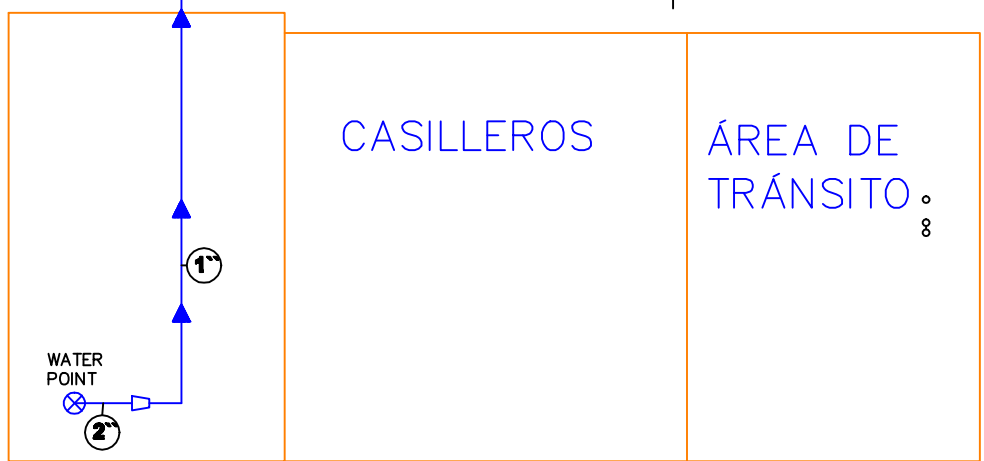 CASILLEROS
ÁREA DE
TRÁNSITO
1``
WATER
POINT
2``